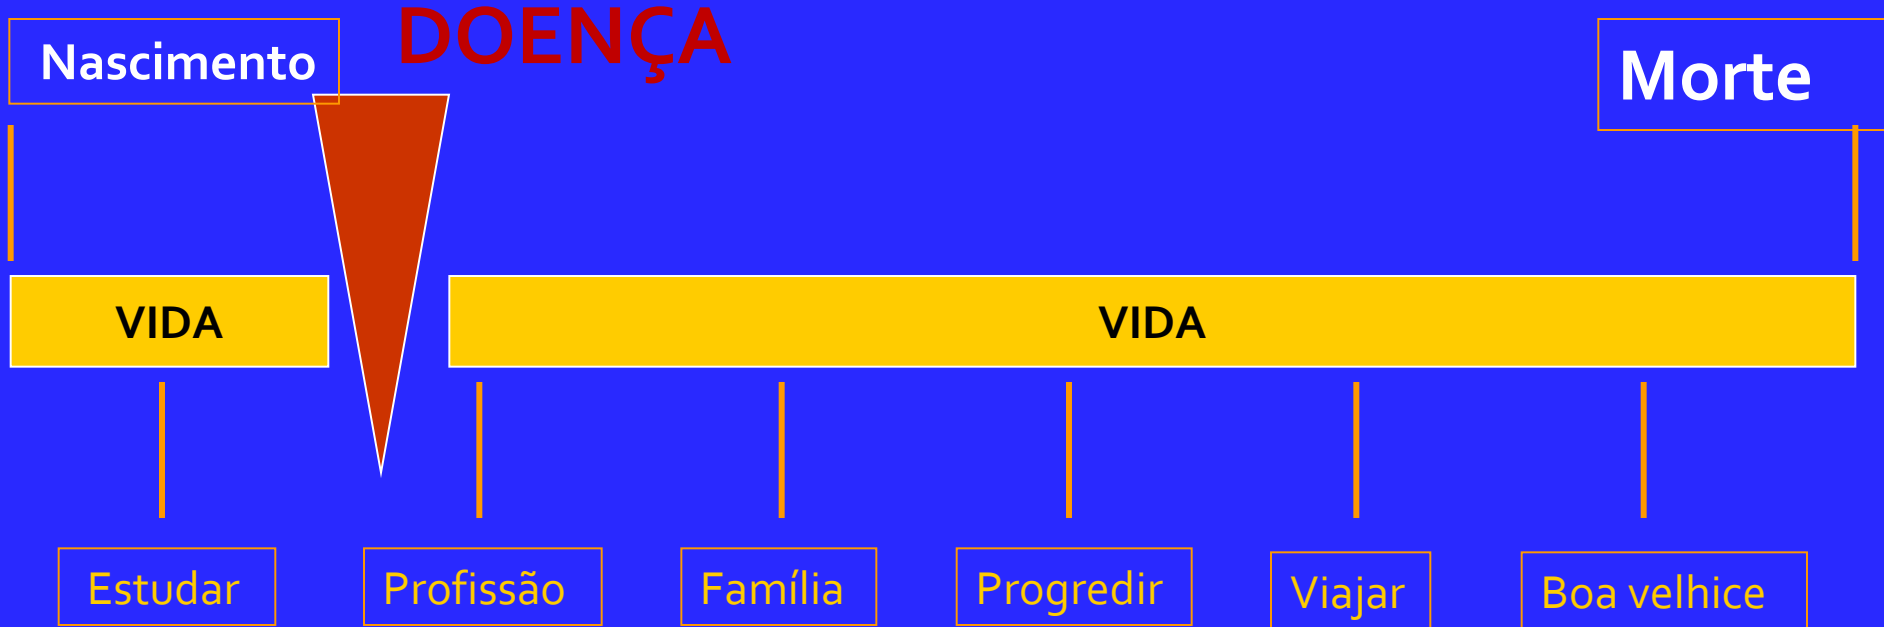 DOENÇA
Nascimento
Morte
VIDA
VIDA
Estudar
Profissão
Família
Progredir
Viajar
Boa velhice